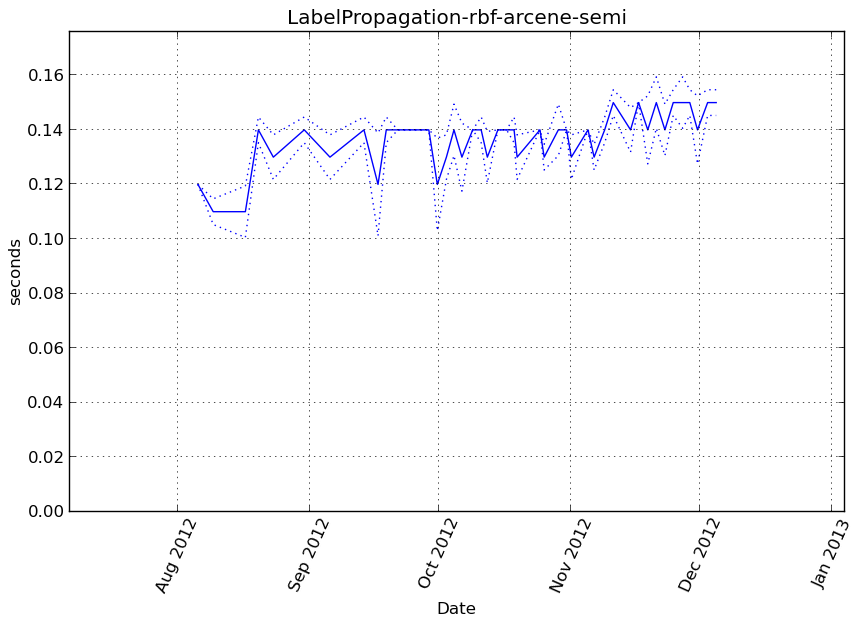 LabelPropagation-rbf-arcene-semi
0.16
0.14
0.12
0.10
0.08
0.06
0.04
0.02
0.00
seconds
Aug 2012
Sep 2012
Oct 2012
Nov 2012
Dec 2012
Jan 2013
Date